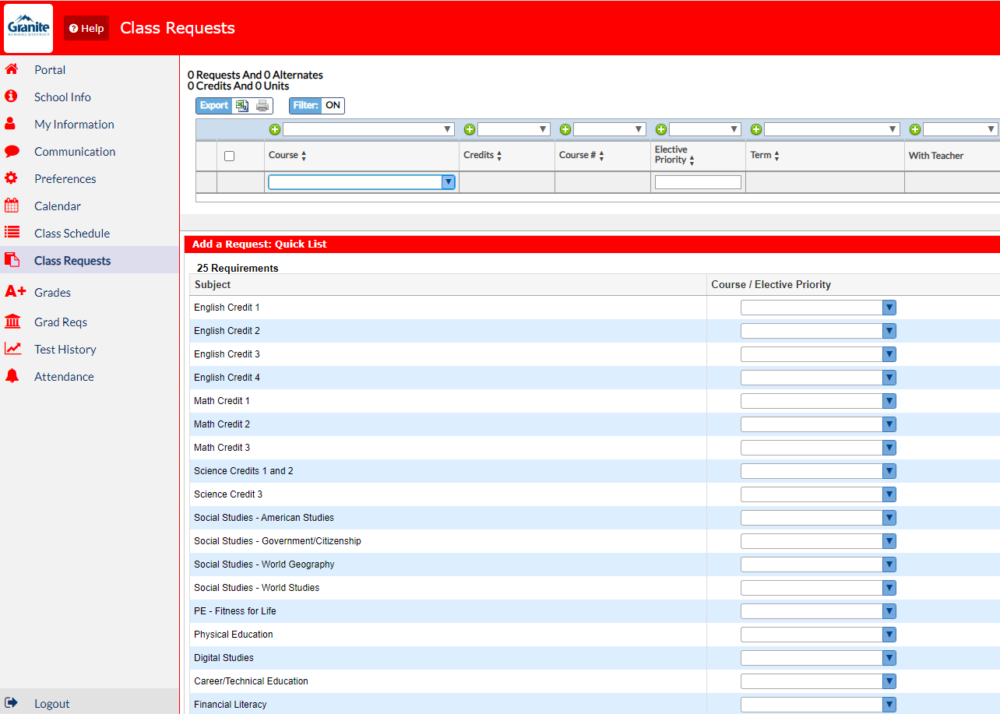 Granite
SCHOOL DISTRICT
Help
Class Requests
Portal
School Info
My Information
Communication
Preferences
Calendar
Class Schedule
Class Requests
A+ Grades
Grad Reqs
Test History
Attendance
Logout
0 Requests And 0 Alternates
0 Credits And 0 Units
Export Filter: ON
Course Credits Course # Elective Priority Term With Teacher
Add a Request: Quick List
25 Requirements
Subject Course / Elective Priority
English Credit 1
English Credit 2
English Credit 3
English Credit 4
Math Credit 1
Math Credit 2
Math Credit 3
Science Credits 1 and 2
Science Credit 3
Social Studies - American Studies
Social Studies - Government/Citizenship
Social Studies - World Geography
Social Studies - World Studies
PE - Fitness for Life
Physical Education
Digital Studies
Career/Technical Education
Financial Literacy